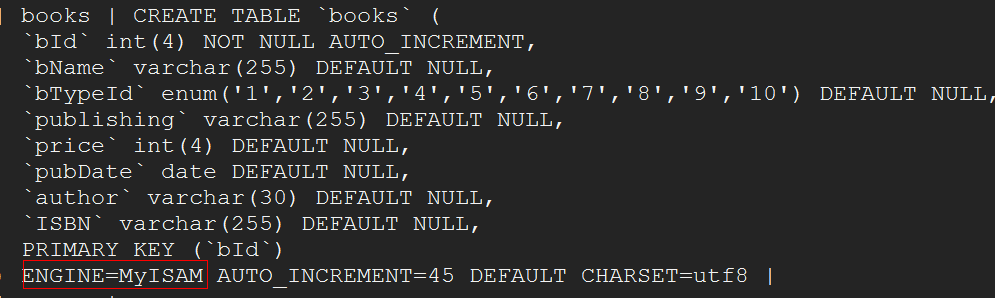 | books | CREATE TABLE `books` (
`bId` int(4) NOT NULL AUTO_INCREMENT,
`bName` varchar(255) DEFAULT NULL,
`bTypeId` enum('1','2','3','4','5','6','7','8','9','10') DEFAULT NULL,
`publishing` varchar(255) DEFAULT NULL,
`price` int(4) DEFAULT NULL,
`pubDate` date DEFAULT NULL,
`author` varchar(30) DEFAULT NULL,
`ISBN` varchar(255) DEFAULT NULL,
PRIMARY KEY (`bId`)
ENGINE=MyISAM AUTO_INCREMENT=45 DEFAULT CHARSET=utf8 |